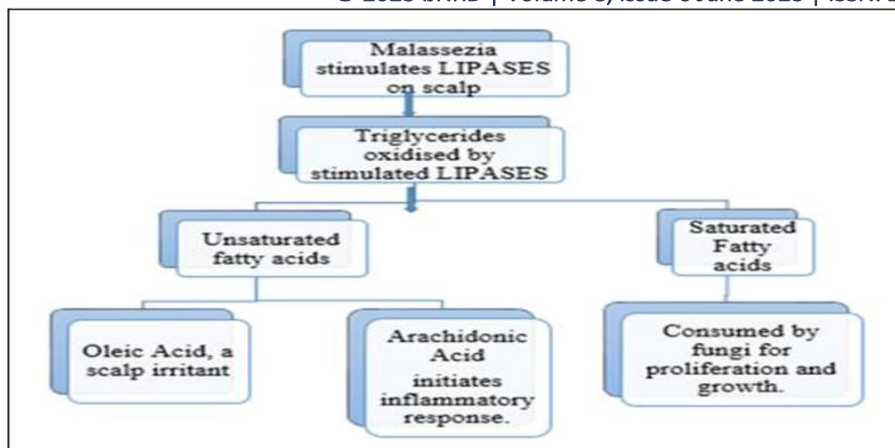 Malassezia
stimulates LIPASES
on scalp
Triglycerides
oxidised by
stimulated LIPASES
Unsaturated
fatty acids
Saturated
Fatty
acids
Oleic Acid, a
scalp irritant
Arachidonic
Acid
initiates
inflammatory
response.
Consumed by
fungi for
proliferation and
growth.